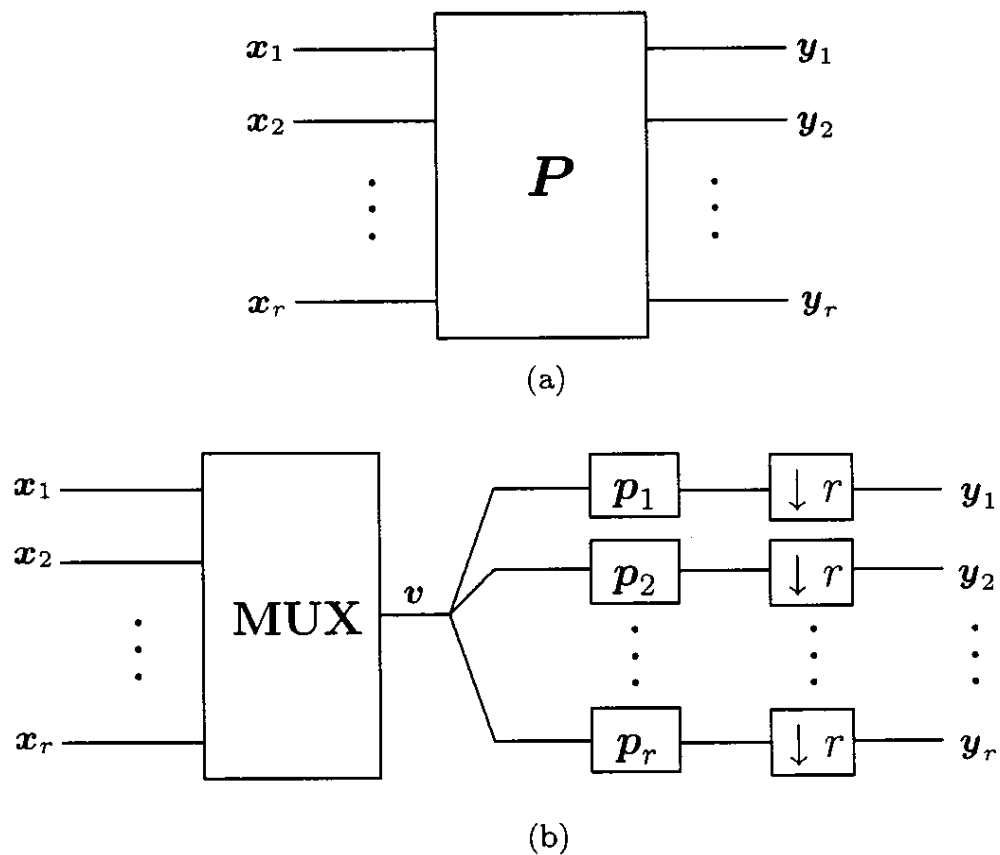 x₁ y₁
x₂ y₂
P
xᵣ yᵣ
(a)
x₁ p₁ ↓ r y₁
x₂ p₂ ↓ r y₂
v
MUX
xᵣ pᵣ ↓ r yᵣ
(b)